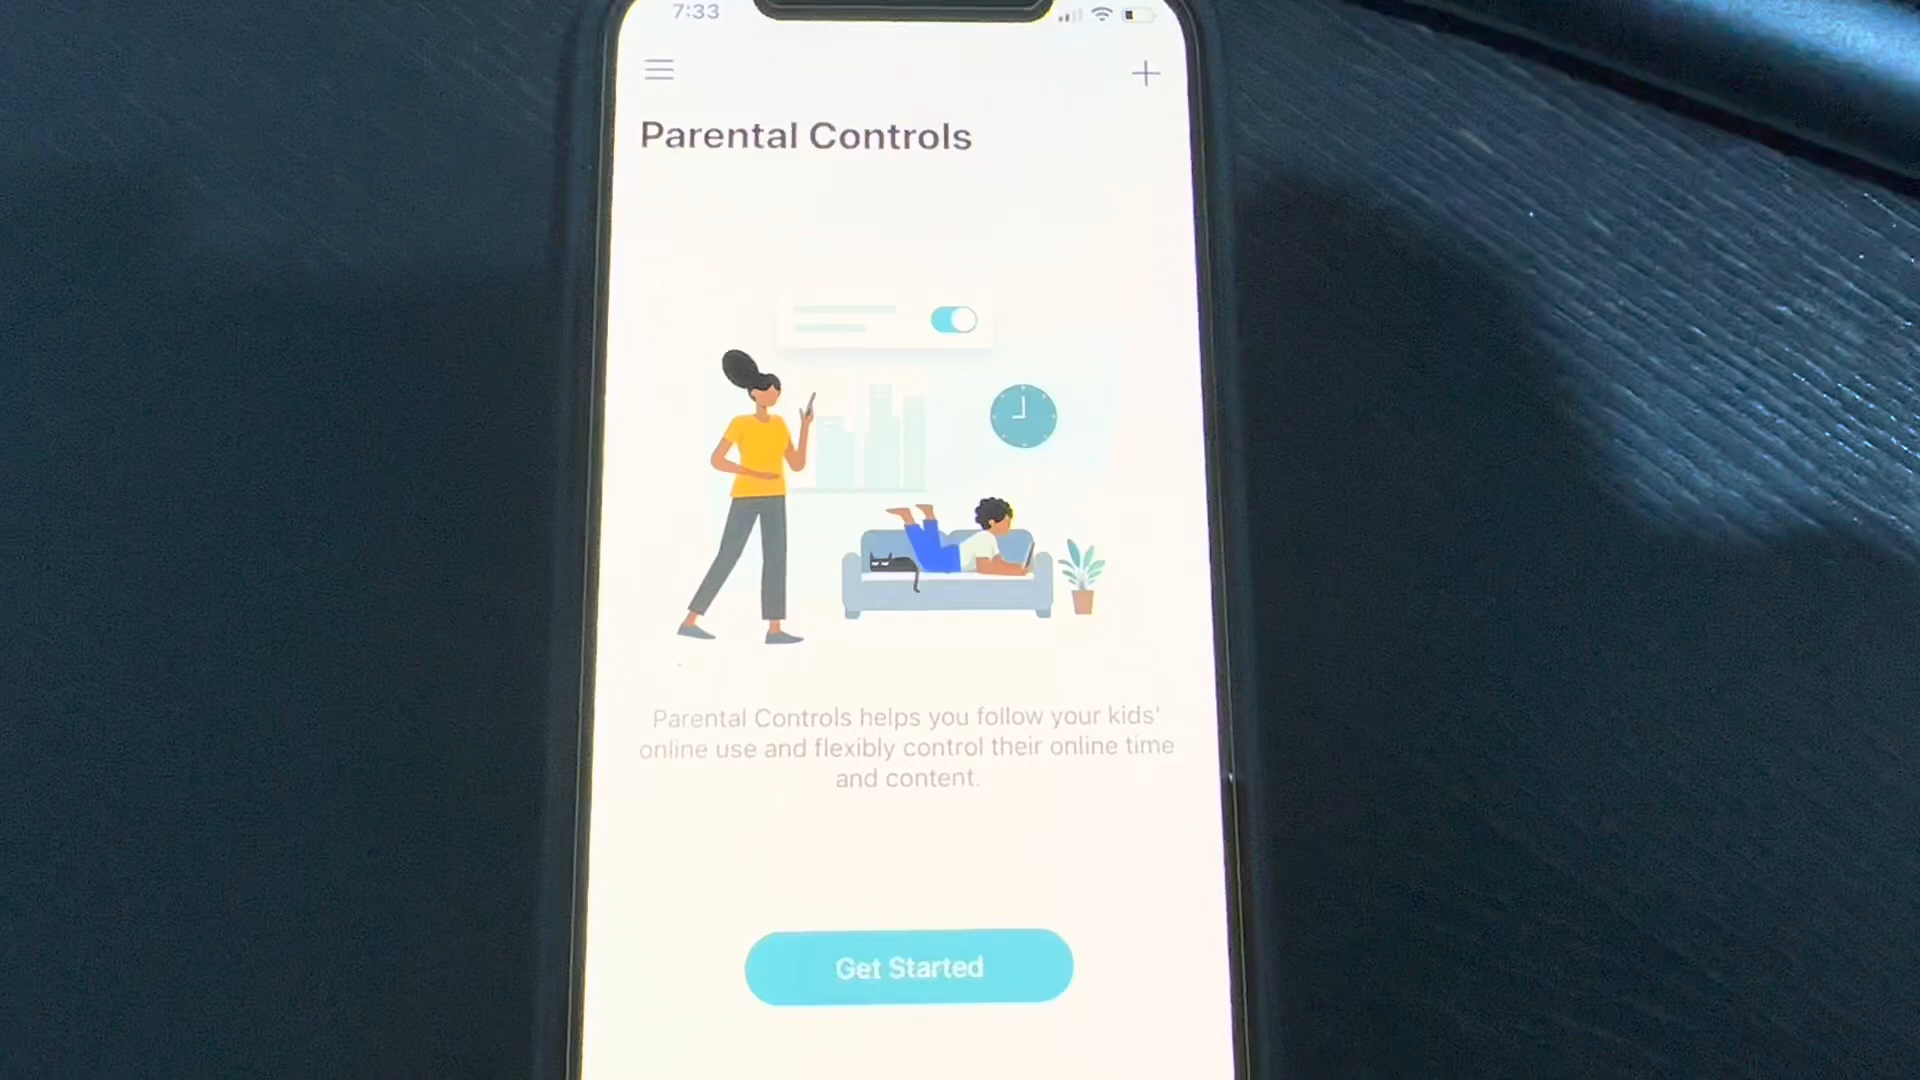 7:33
Parental Controls
Parental Controls helps you follow your kids'
online use and flexibly control their online time
and content.
Get Started